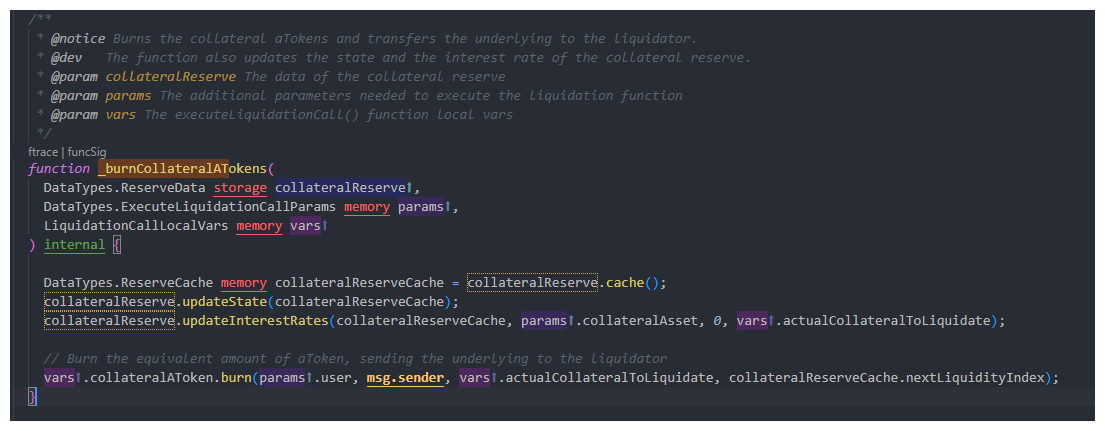 /**
 * @notice Burns the collateral aTokens and transfers the underlying to the liquidator.
 * @dev   The function also updates the state and the interest rate of the collateral reserve.
 * @param collateralReserve The data of the collateral reserve
 * @param params The additional parameters needed to execute the liquidation function
 * @param vars The executeLiquidationCall() function local vars
 */
ftrace | funcSig
function _burnCollateralATokens(
  DataTypes.ReserveData storage collateralReserve↑,
  DataTypes.ExecuteLiquidationCallParams memory params↑,
  LiquidationCallLocalVars memory vars↑
) internal {
  DataTypes.ReserveCache memory collateralReserveCache = collateralReserve.cache();
  collateralReserve.updateState(collateralReserveCache);
  collateralReserve.updateInterestRates(collateralReserveCache, params↑.collateralAsset, 0, vars↑.actualCollateralToLiquidate);
  // Burn the equivalent amount of aToken, sending the underlying to the liquidator
  vars↑.collateralAToken.burn(params↑.user, msg.sender, vars↑.actualCollateralToLiquidate, collateralReserveCache.nextLiquidityIndex);
}